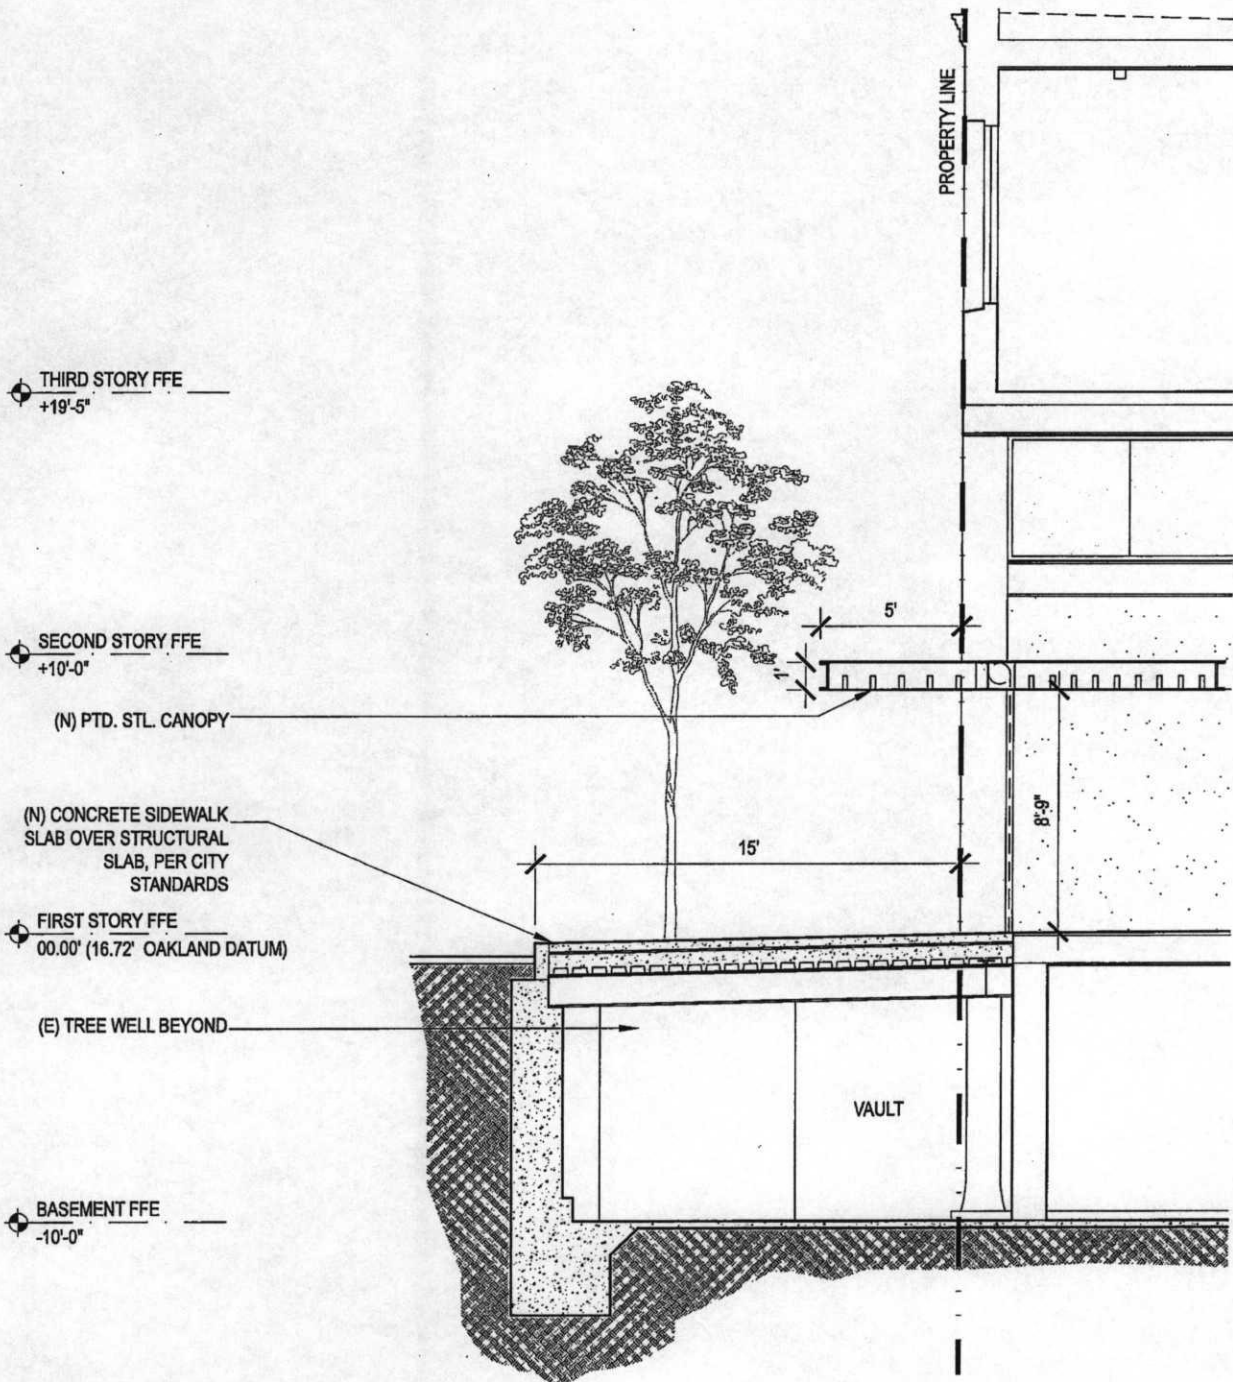 PROPERTY LINE
THIRD STORY FFE
+19'-5"
5'
SECOND STORY FFE
+10'-0"
1'
(N) PTD. STL. CANOPY
8'-9"
(N) CONCRETE SIDEWALK
SLAB OVER STRUCTURAL
SLAB, PER CITY
STANDARDS
15'
FIRST STORY FFE
00.00' (16.72' OAKLAND DATUM)
(E) TREE WELL BEYOND
VAULT
BASEMENT FFE
-10'-0"